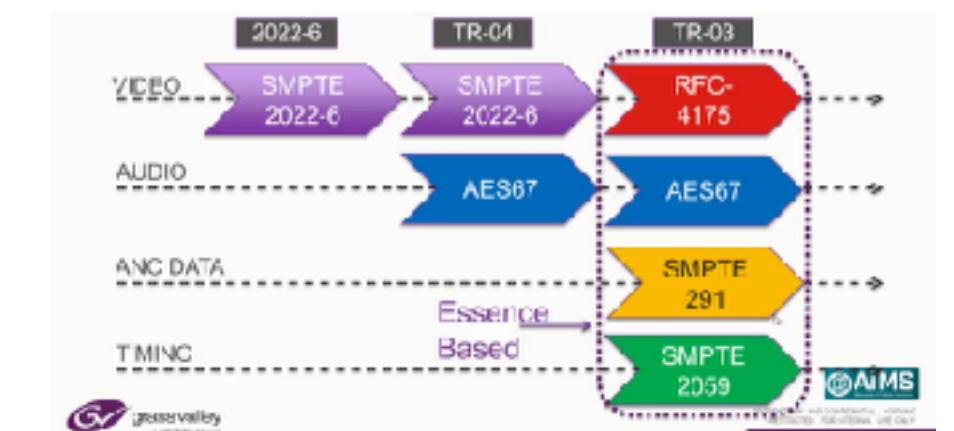 2022-6 TR-04 TR-03
VIDEO SMPTE 2022-6 SMPTE 2022-6 RFC-4175
AUDIO AES67 AES67
ANC DATA SMPTE 291
Essence Based
TIMING SMPTE 2059
AIMS
grass valley